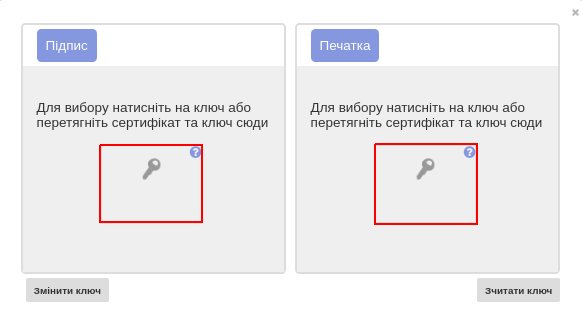 Підпис
Для вибору натисніть на ключ або
перетягніть сертифікат та ключ сюди
?
Печатка
Для вибору натисніть на ключ або
перетягніть сертифікат та ключ сюди
?
Змінити ключ
Зчитати ключ